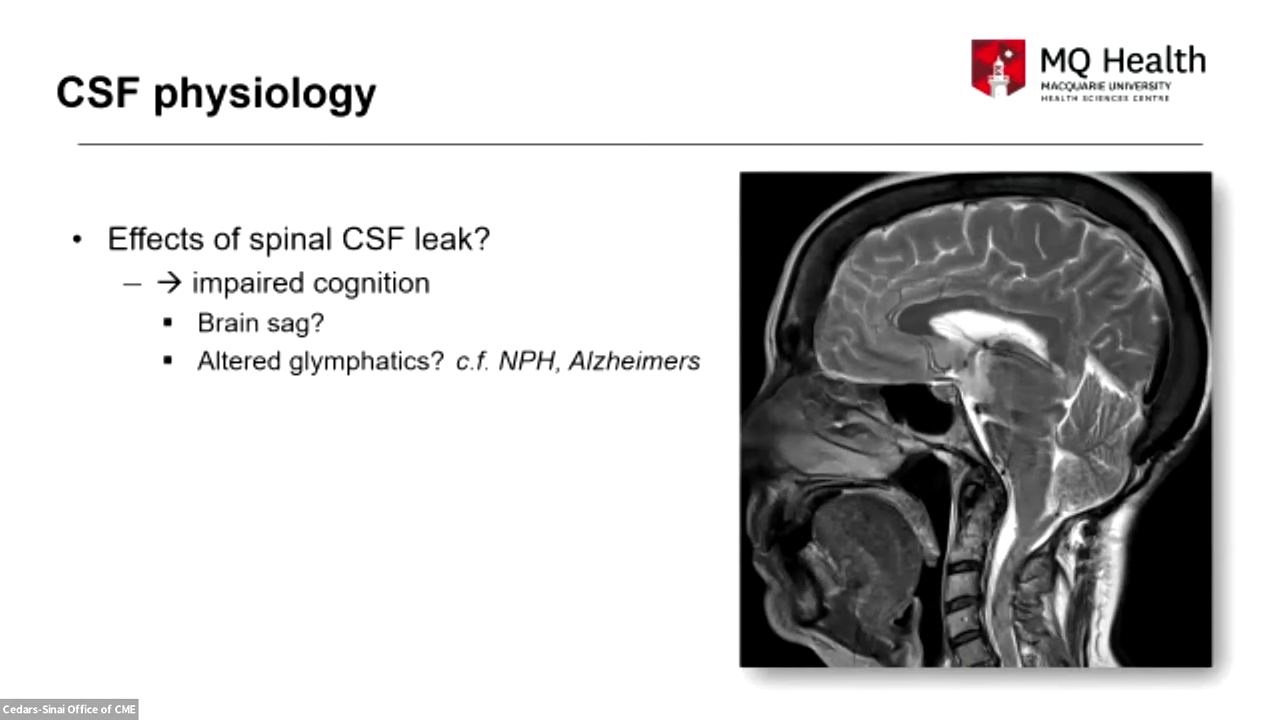 CSF physiology
MQ Health
MACQUARIE UNIVERSITY
HEALTH SCIENCES CENTRE
• Effects of spinal CSF leak?
– → impaired cognition
▪ Brain sag?
▪ Altered glymphatics? c.f. NPH, Alzheimers
Cedars-Sinai Office of CME